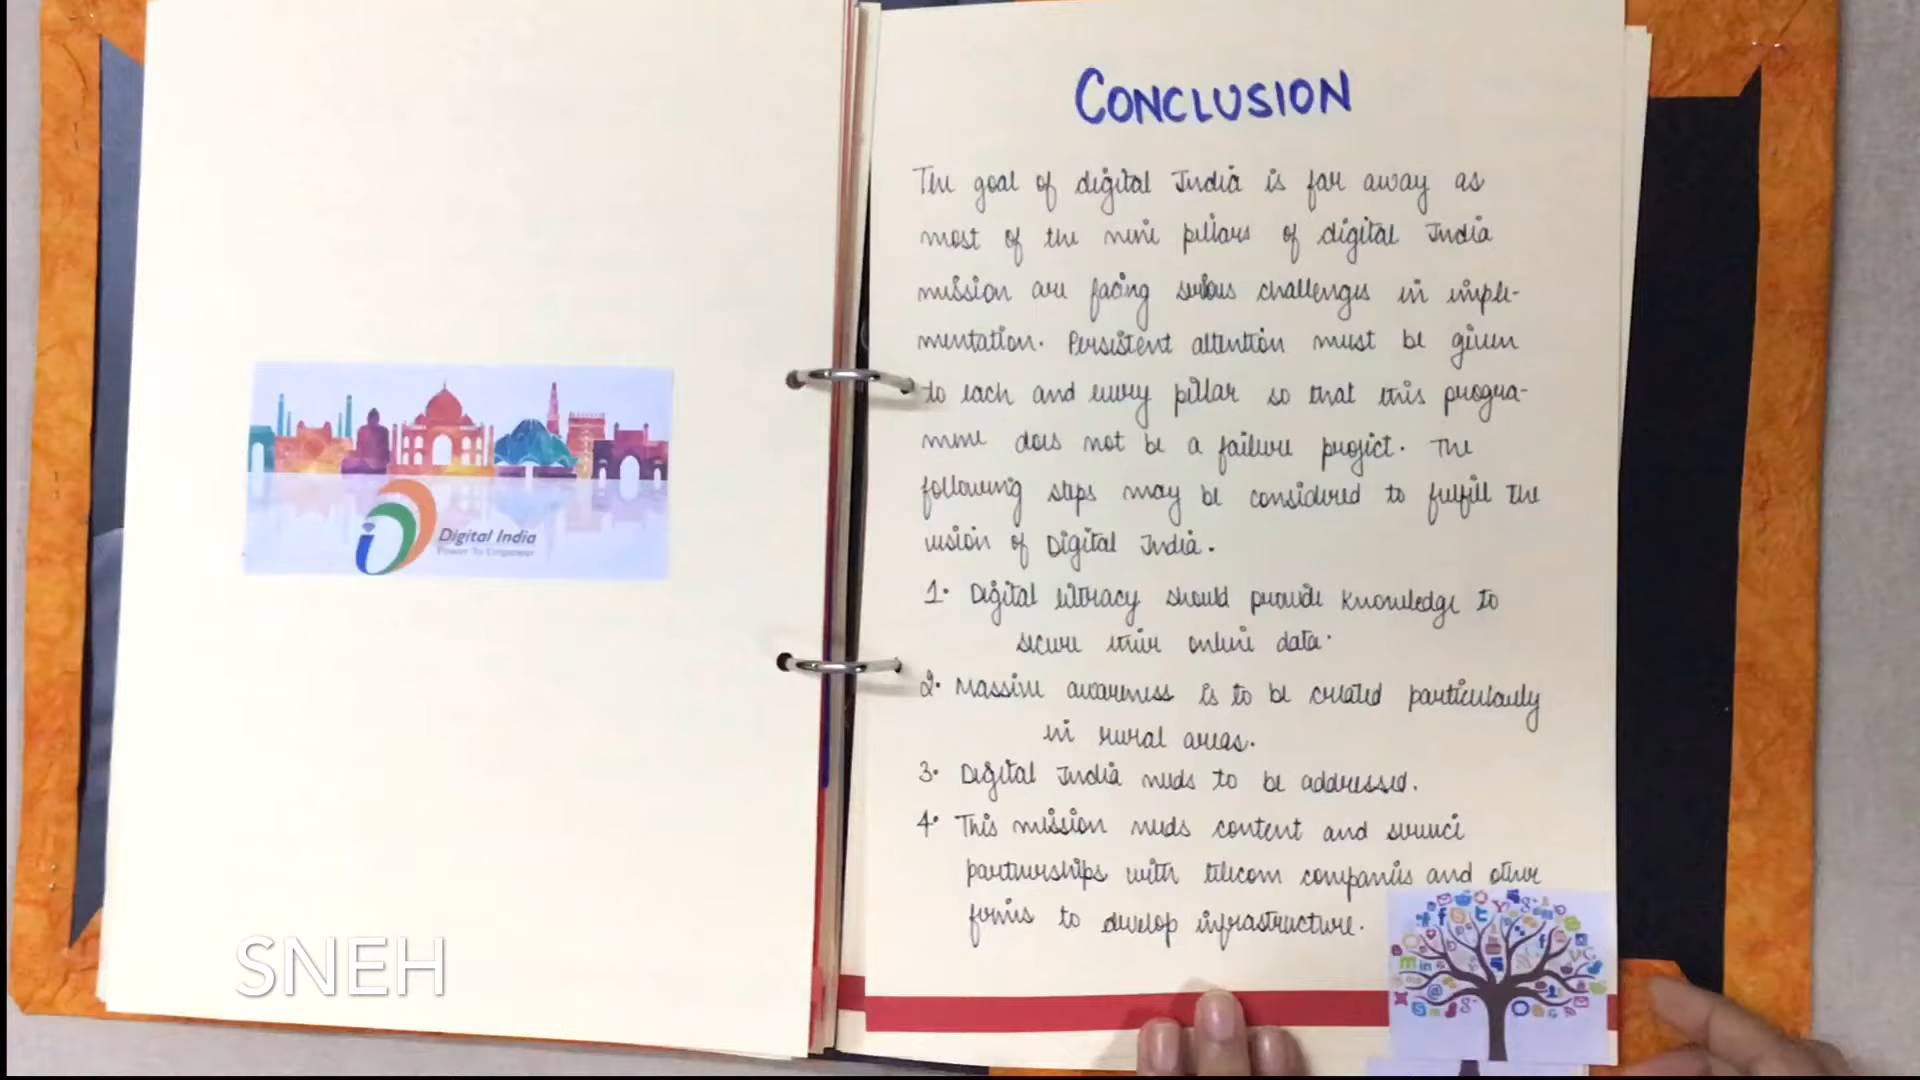 Digital India
Power To Empower
SNEH
CONCLUSION
The goal of digital India is far away as
most of the nine pillars of digital India
mission are facing serious challenges in imple-
mentation. Persistent attention must be given
to each and every pillar so that this progra-
mme does not be a failure project. The
following steps may be considered to fulfill the
vision of Digital India.
1. Digital literacy should provide knowledge to
secure their online data.
2. Massive awareness is to be created particularly
in rural areas.
3. Digital India needs to be addressed.
4. This mission needs content and service
partnerships with telecom companies and other
firms to develop infrastructure.